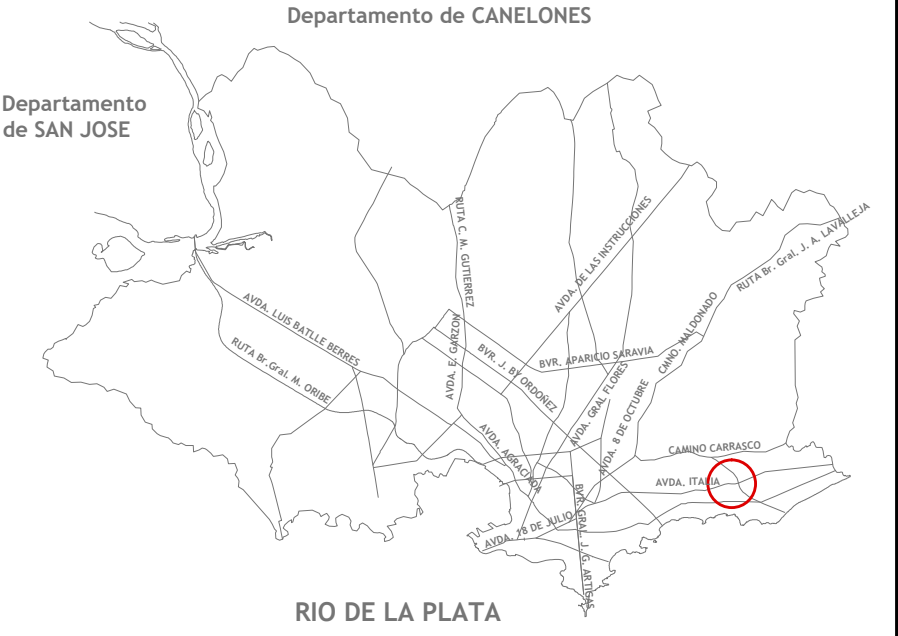 Departamento de CANELONES
Departamento
de SAN JOSE
RUTA C. M. GUTIERREZ
AVDA. DE LAS INSTRUCCIONES
RUTA Br. Gral. J. A. LAVALLEJA
AVDA. LUIS BATLLE BERRES
RUTA Br.Gral. M. ORIBE
AVDA. E. GARZON
BVR. J. BY ORDOÑEZ
BVR. APARICIO SARAVIA
CMNO. MALDONADO
AVDA. GRAL FLORES
AVDA. 8 DE OCTUBRE
AVDA. AGRACIADA
CAMINO CARRASCO
AVDA. ITALIA
AVDA. 18 DE JULIO
BVR. GRAL. J. G. ARTIGAS
RIO DE LA PLATA